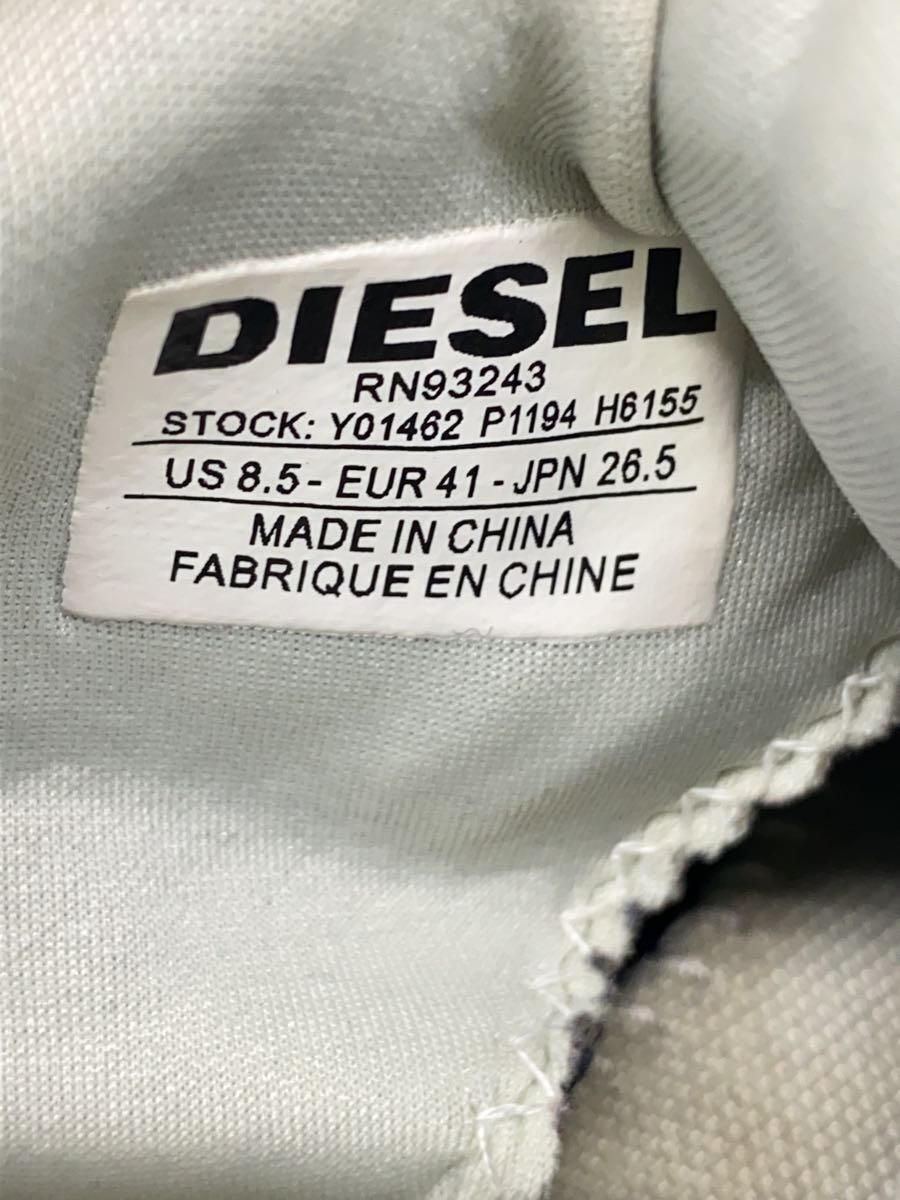 DIESEL
RN93243
STOCK: Y01462 P1194 H6155
US 8.5 - EUR 41 - JPN 26.5
MADE IN CHINA
FABRIQUE EN CHINE